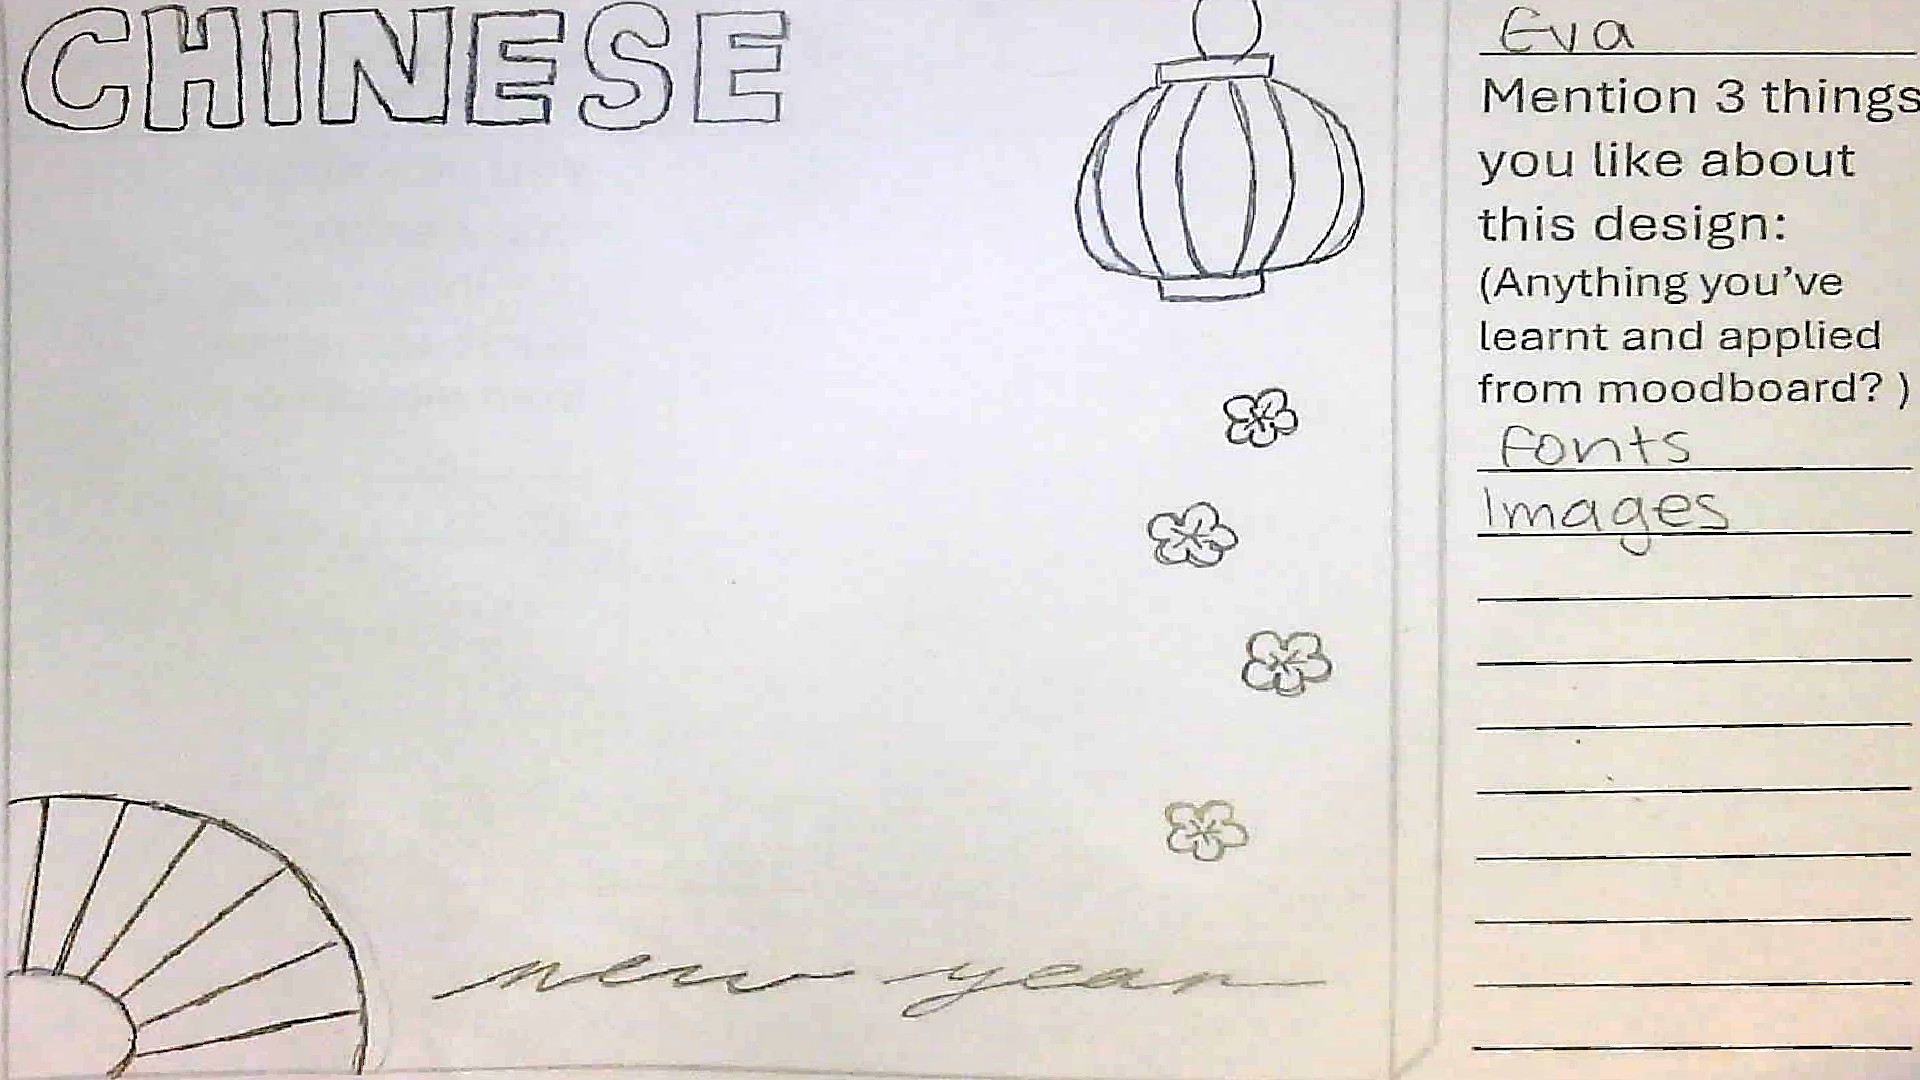 CHINESE
new year
Eva
Mention 3 things
you like about
this design:
(Anything you've
learnt and applied
from moodboard? )
Fonts
Images